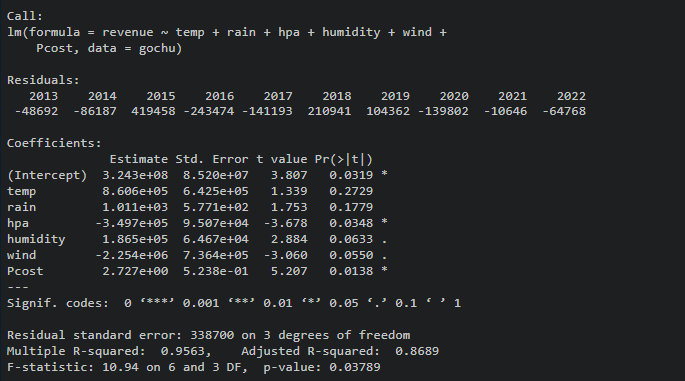 Call:
lm(formula = revenue ~ temp + rain + hpa + humidity + wind +
    Pcost, data = gochu)

Residuals:
   2013    2014    2015    2016    2017    2018    2019    2020    2021    2022
 -48692  -86187  419458 -243474 -141193  210941  104362 -139802  -10646  -64768

Coefficients:
              Estimate Std. Error t value Pr(>|t|)
(Intercept)  3.243e+08  8.520e+07   3.807   0.0319 *
temp         8.606e+05  6.425e+05   1.339   0.2729
rain         1.011e+03  5.771e+02   1.753   0.1779
hpa         -3.497e+05  9.507e+04  -3.678   0.0348 *
humidity     1.865e+05  6.467e+04   2.884   0.0633 .
wind        -2.254e+06  7.364e+05  -3.060   0.0550 .
Pcost        2.727e+00  5.238e-01   5.207   0.0138 *
---
Signif. codes:  0 ‘***’ 0.001 ‘**’ 0.01 ‘*’ 0.05 ‘.’ 0.1 ‘ ’ 1

Residual standard error: 338700 on 3 degrees of freedom
Multiple R-squared:  0.9563,    Adjusted R-squared:  0.8689
F-statistic: 10.94 on 6 and 3 DF,  p-value: 0.03789